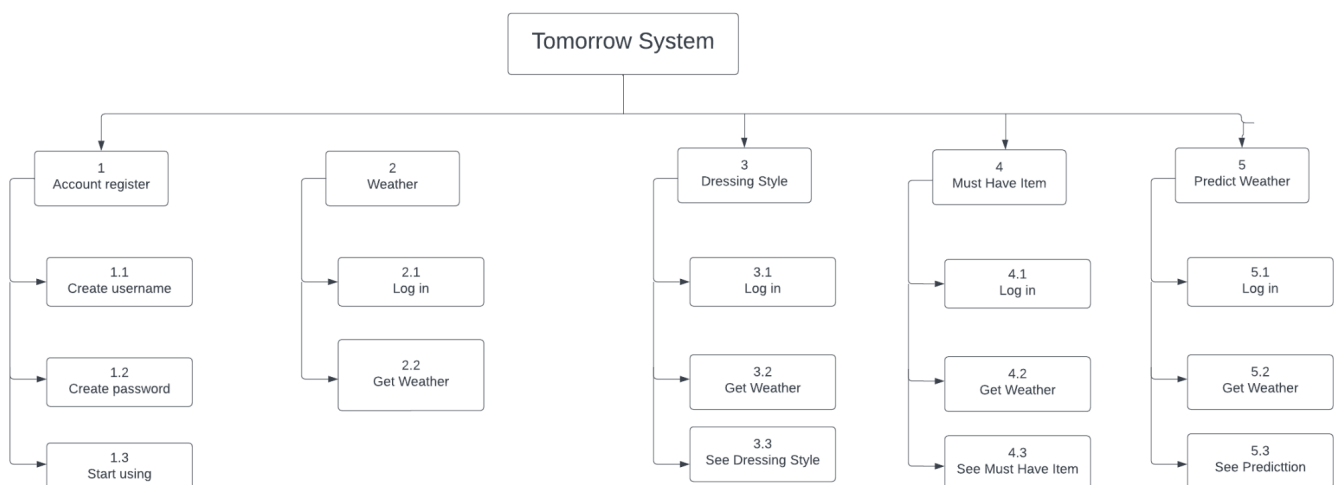 Tomorrow System
1
Account register
2
Weather
3
Dressing Style
4
Must Have Item
5
Predict Weather
1.1
Create username
2.1
Log in
3.1
Log in
4.1
Log in
5.1
Log in
1.2
Create password
2.2
Get Weather
3.2
Get Weather
4.2
Get Weather
5.2
Get Weather
1.3
Start using
3.3
See Dressing Style
4.3
See Must Have Item
5.3
See Predicttion